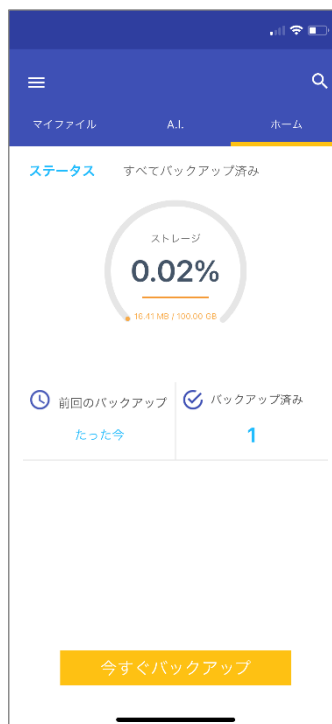 マイファイル A.I. ホーム
ステータス すべてバックアップ済み
ストレージ
0.02%
16.41 MB / 100.00 GB
前回のバックアップ
たった今
バックアップ済み
1
今すぐバックアップ